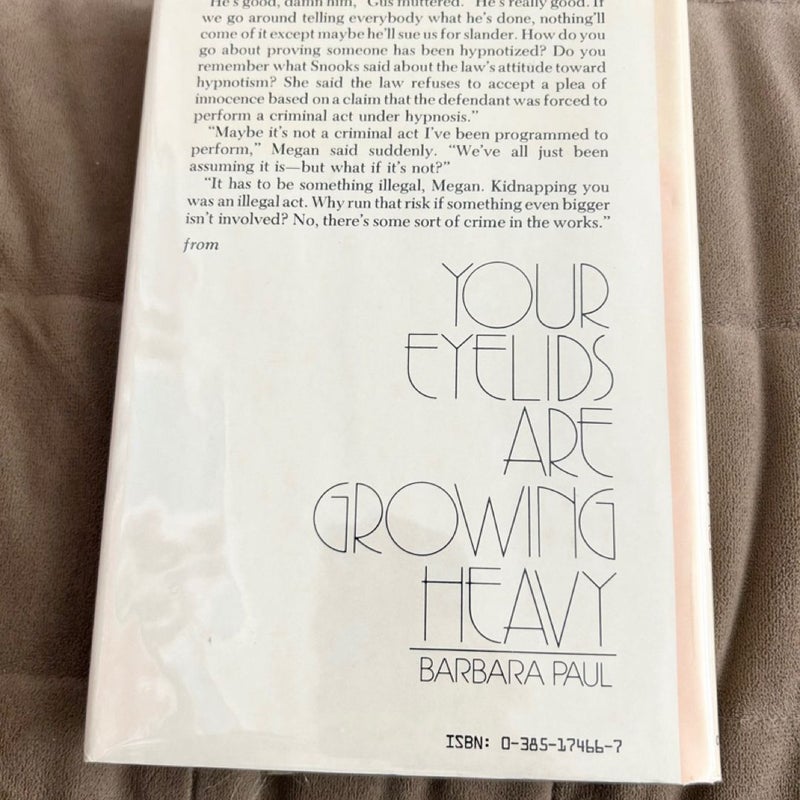 "He's good, damn him," Gus muttered. "He's really good. If
we go around telling everybody what he's done, nothing'll
come of it except maybe he'll sue us for slander. How do you
go about proving someone has been hypnotized? Do you
remember what Snooks said about the law's attitude toward
hypnotism? She said the law refuses to accept a plea of
innocence based on a claim that the defendant was forced to
perform a criminal act under hypnosis."
"Maybe it's not a criminal act I've been programmed to
perform," Megan said suddenly. "We've all just been
assuming it is—but what if it's not?"
"It has to be something illegal, Megan. Kidnapping you
was an illegal act. Why run that risk if something even bigger
isn't involved? No, there's some sort of crime in the works."
from
YOUR
EYELIDS
ARE
GROWING
HEAVY
BARBARA PAUL
ISBN: 0-385-17466-7